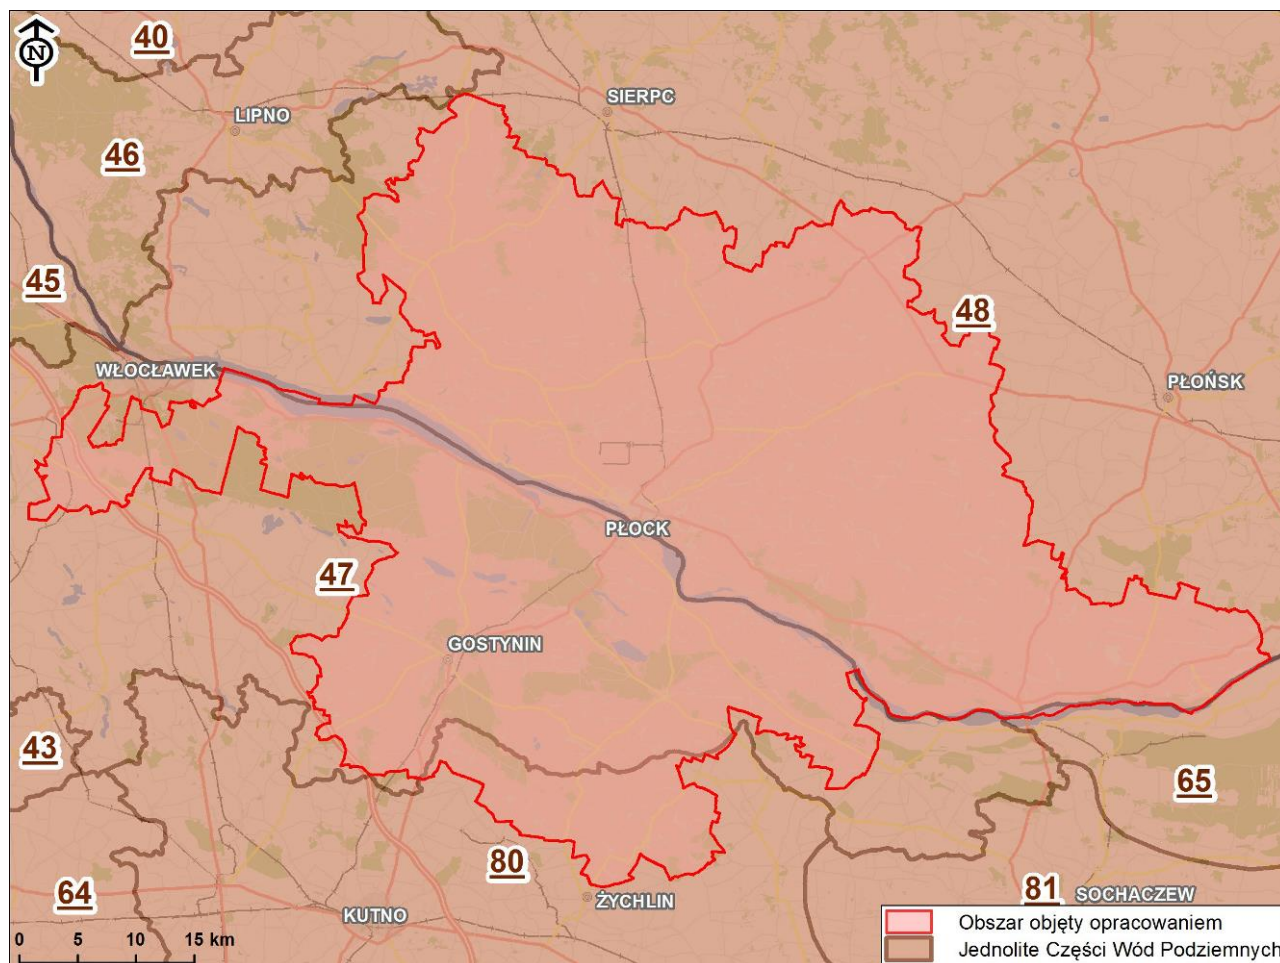 N
40
SIERPC
LIPNO
46
45
48
WŁOCŁAWEK
PŁOŃSK
PŁOCK
47
GOSTYNIN
43
65
80
64
81
ŻYCHLIN
SOCHACZEW
KUTNO
Obszar objęty opracowaniem
0 5 10 15 km
Jednolite Części Wód Podziemnych